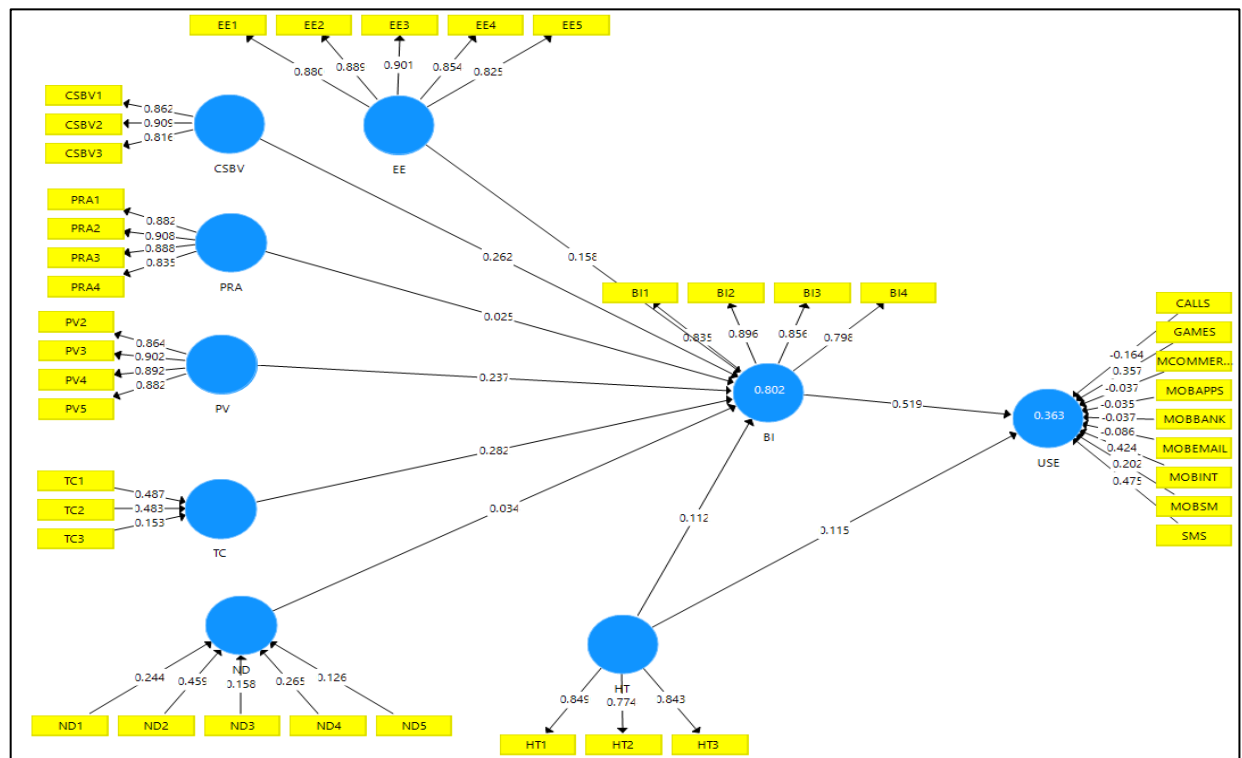 EE1 EE2 EE3 EE4 EE5
0.880 0.889 0.901 0.854 0.825
CSBV1
CSBV2
CSBV3
0.862
0.909
0.816
CSBV
EE
PRA1
PRA2
PRA3
PRA4
0.882
0.908
0.888
0.835
PRA
0.262
0.158
0.025
BI1 BI2 BI3 BI4
0.835 0.896 0.856 0.798
PV2
PV3
PV4
PV5
0.864
0.902
0.892
0.882
PV
0.237
0.802
BI
0.519
CALLS
GAMES
MCOMMER...
MOBAPPS
MOBBANK
MOBEMAIL
MOBINT
MOBSM
SMS
-0.164
0.357
-0.037
-0.035
-0.037
-0.086
0.424
0.202
0.475
0.363
USE
TC1
TC2
TC3
0.487
0.483
0.153
TC
0.282
0.034
0.112
0.115
ND
0.244 0.459 0.158 0.265 0.126
ND1 ND2 ND3 ND4 ND5
HT
0.849 0.774 0.843
HT1 HT2 HT3